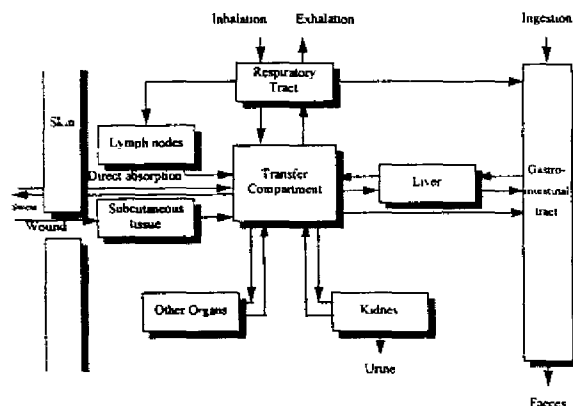 Inhalation Exhalation Ingestion
Respiratory
Tract
Skin
Lymph nodes
Direct absorption
Transfer
Compartment
Liver
Gastro-
intestinal
tract
Sweat
Wound
Subcutaneous
tissue
Other Organs
Kidney
Urine
Faeces